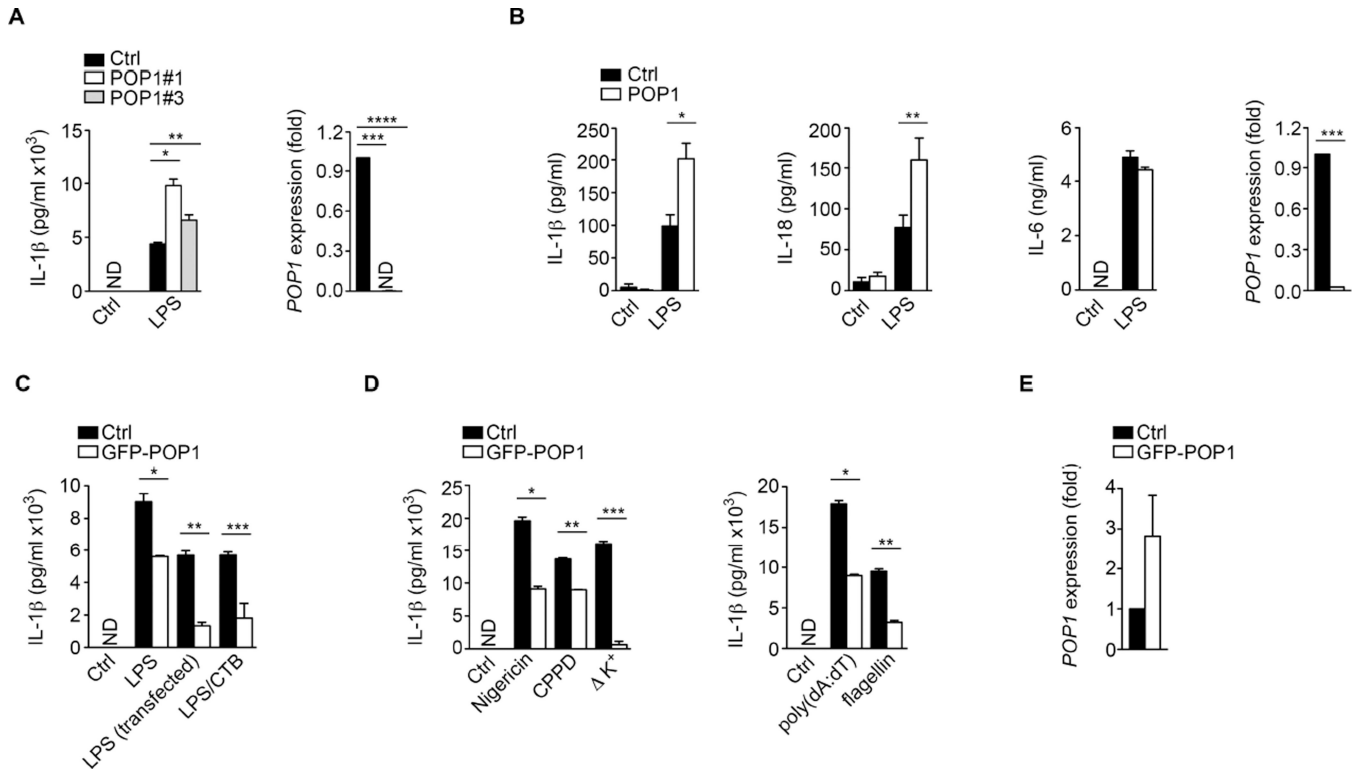 A
Ctrl
POP1#1
POP1#3
IL-1β (pg/ml x10³)
15
10
5
0
ND
*
**
Ctrl
LPS
POP1 expression (fold)
1.2
0.9
0.6
0.3
0.0
****
***
ND
B
Ctrl
POP1
IL-1β (pg/ml)
250
200
150
100
50
0
*
Ctrl
LPS
IL-18 (pg/ml)
200
150
100
50
0
**
Ctrl
LPS
IL-6 (ng/ml)
6
4
2
0
ND
Ctrl
LPS
POP1 expression (fold)
1.2
0.9
0.6
0.3
0.0
***
C
Ctrl
GFP-POP1
IL-1β (pg/ml x10³)
10
8
6
4
2
0
ND
*
**
***
Ctrl
LPS
LPS (transfected)
LPS/CTB
D
Ctrl
GFP-POP1
IL-1β (pg/ml x10³)
25
20
15
10
5
0
ND
*
**
***
Ctrl
Nigericin
CPPD
Δ K⁺
IL-1β (pg/ml x10³)
20
15
10
5
0
ND
*
**
Ctrl
poly(dA:dT)
flagellin
E
Ctrl
GFP-POP1
POP1 expression (fold)
4
3
2
1
0